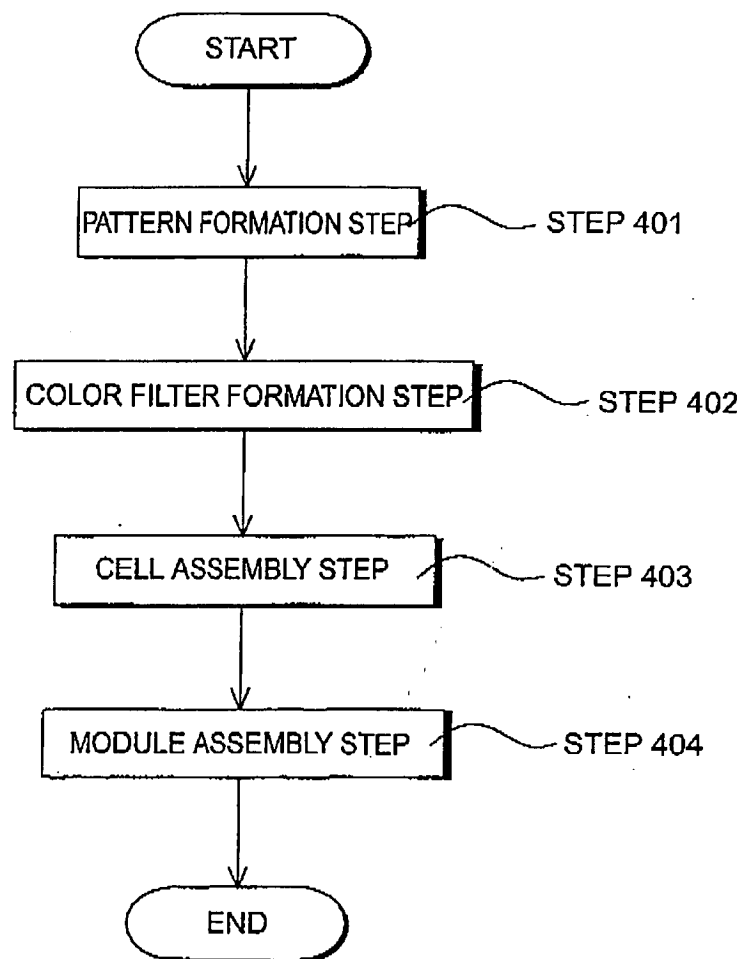 START
PATTERN FORMATION STEP
STEP 401
COLOR FILTER FORMATION STEP
STEP 402
CELL ASSEMBLY STEP
STEP 403
MODULE ASSEMBLY STEP
STEP 404
END